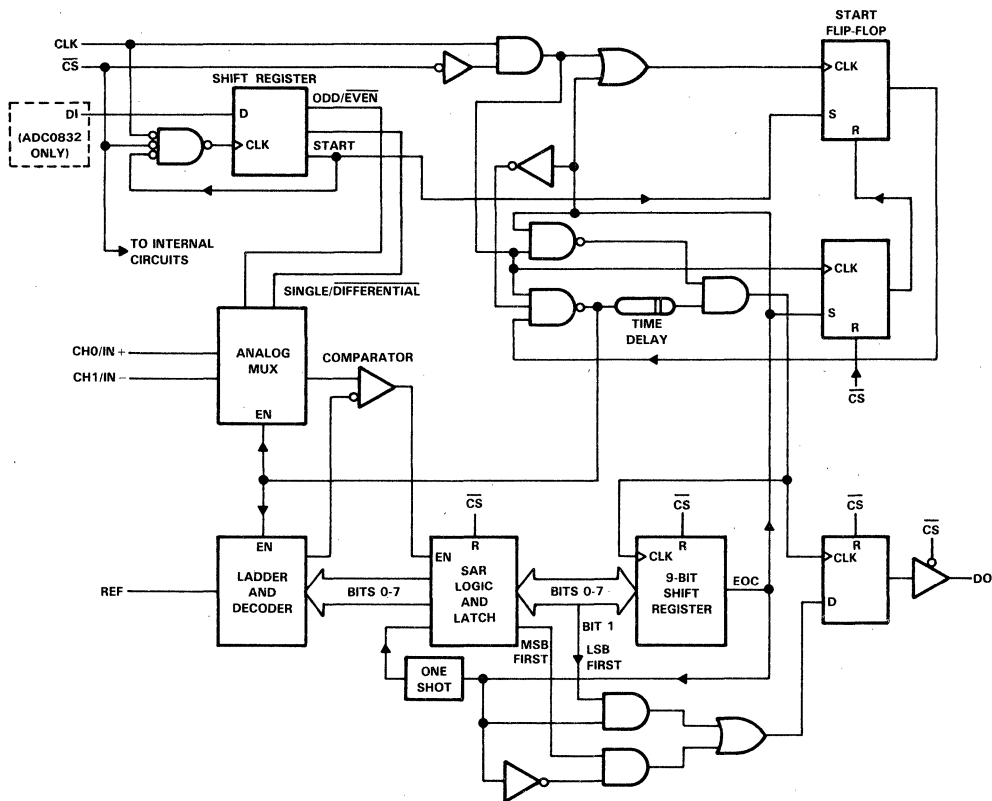 START
FLIP-FLOP
CLK
CS
SHIFT REGISTER
ODD/EVEN
CLK
DI
D
S
(ADC0832
ONLY)
CLK
R
START
TO INTERNAL
CIRCUITS
CLK
SINGLE/DIFFERENTIAL
S
TIME
DELAY
R
CH0/IN +
ANALOG
MUX
COMPARATOR
CH1/IN −
CS
EN
CS
CS
CS
CS
EN
R
R
R
EN
CLK
CLK
LADDER
AND
DECODER
SAR
LOGIC
AND
LATCH
9-BIT
SHIFT
REGISTER
EOC
DO
REF
BITS 0-7
BITS 0-7
D
BIT 1
MSB
FIRST
LSB
FIRST
ONE
SHOT